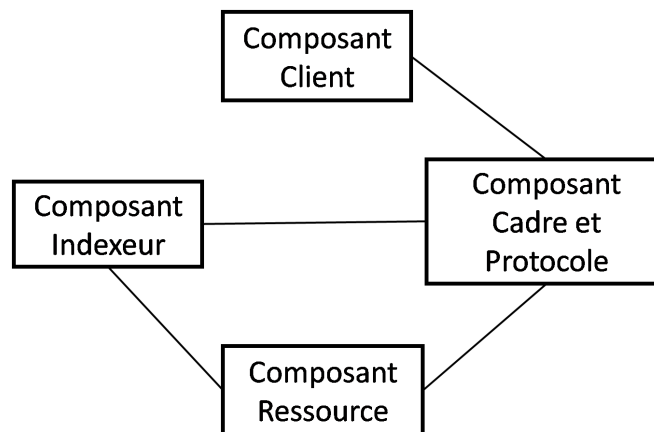 Composant
Client
Composant
Indexeur
Composant
Cadre et
Protocole
Composant
Ressource